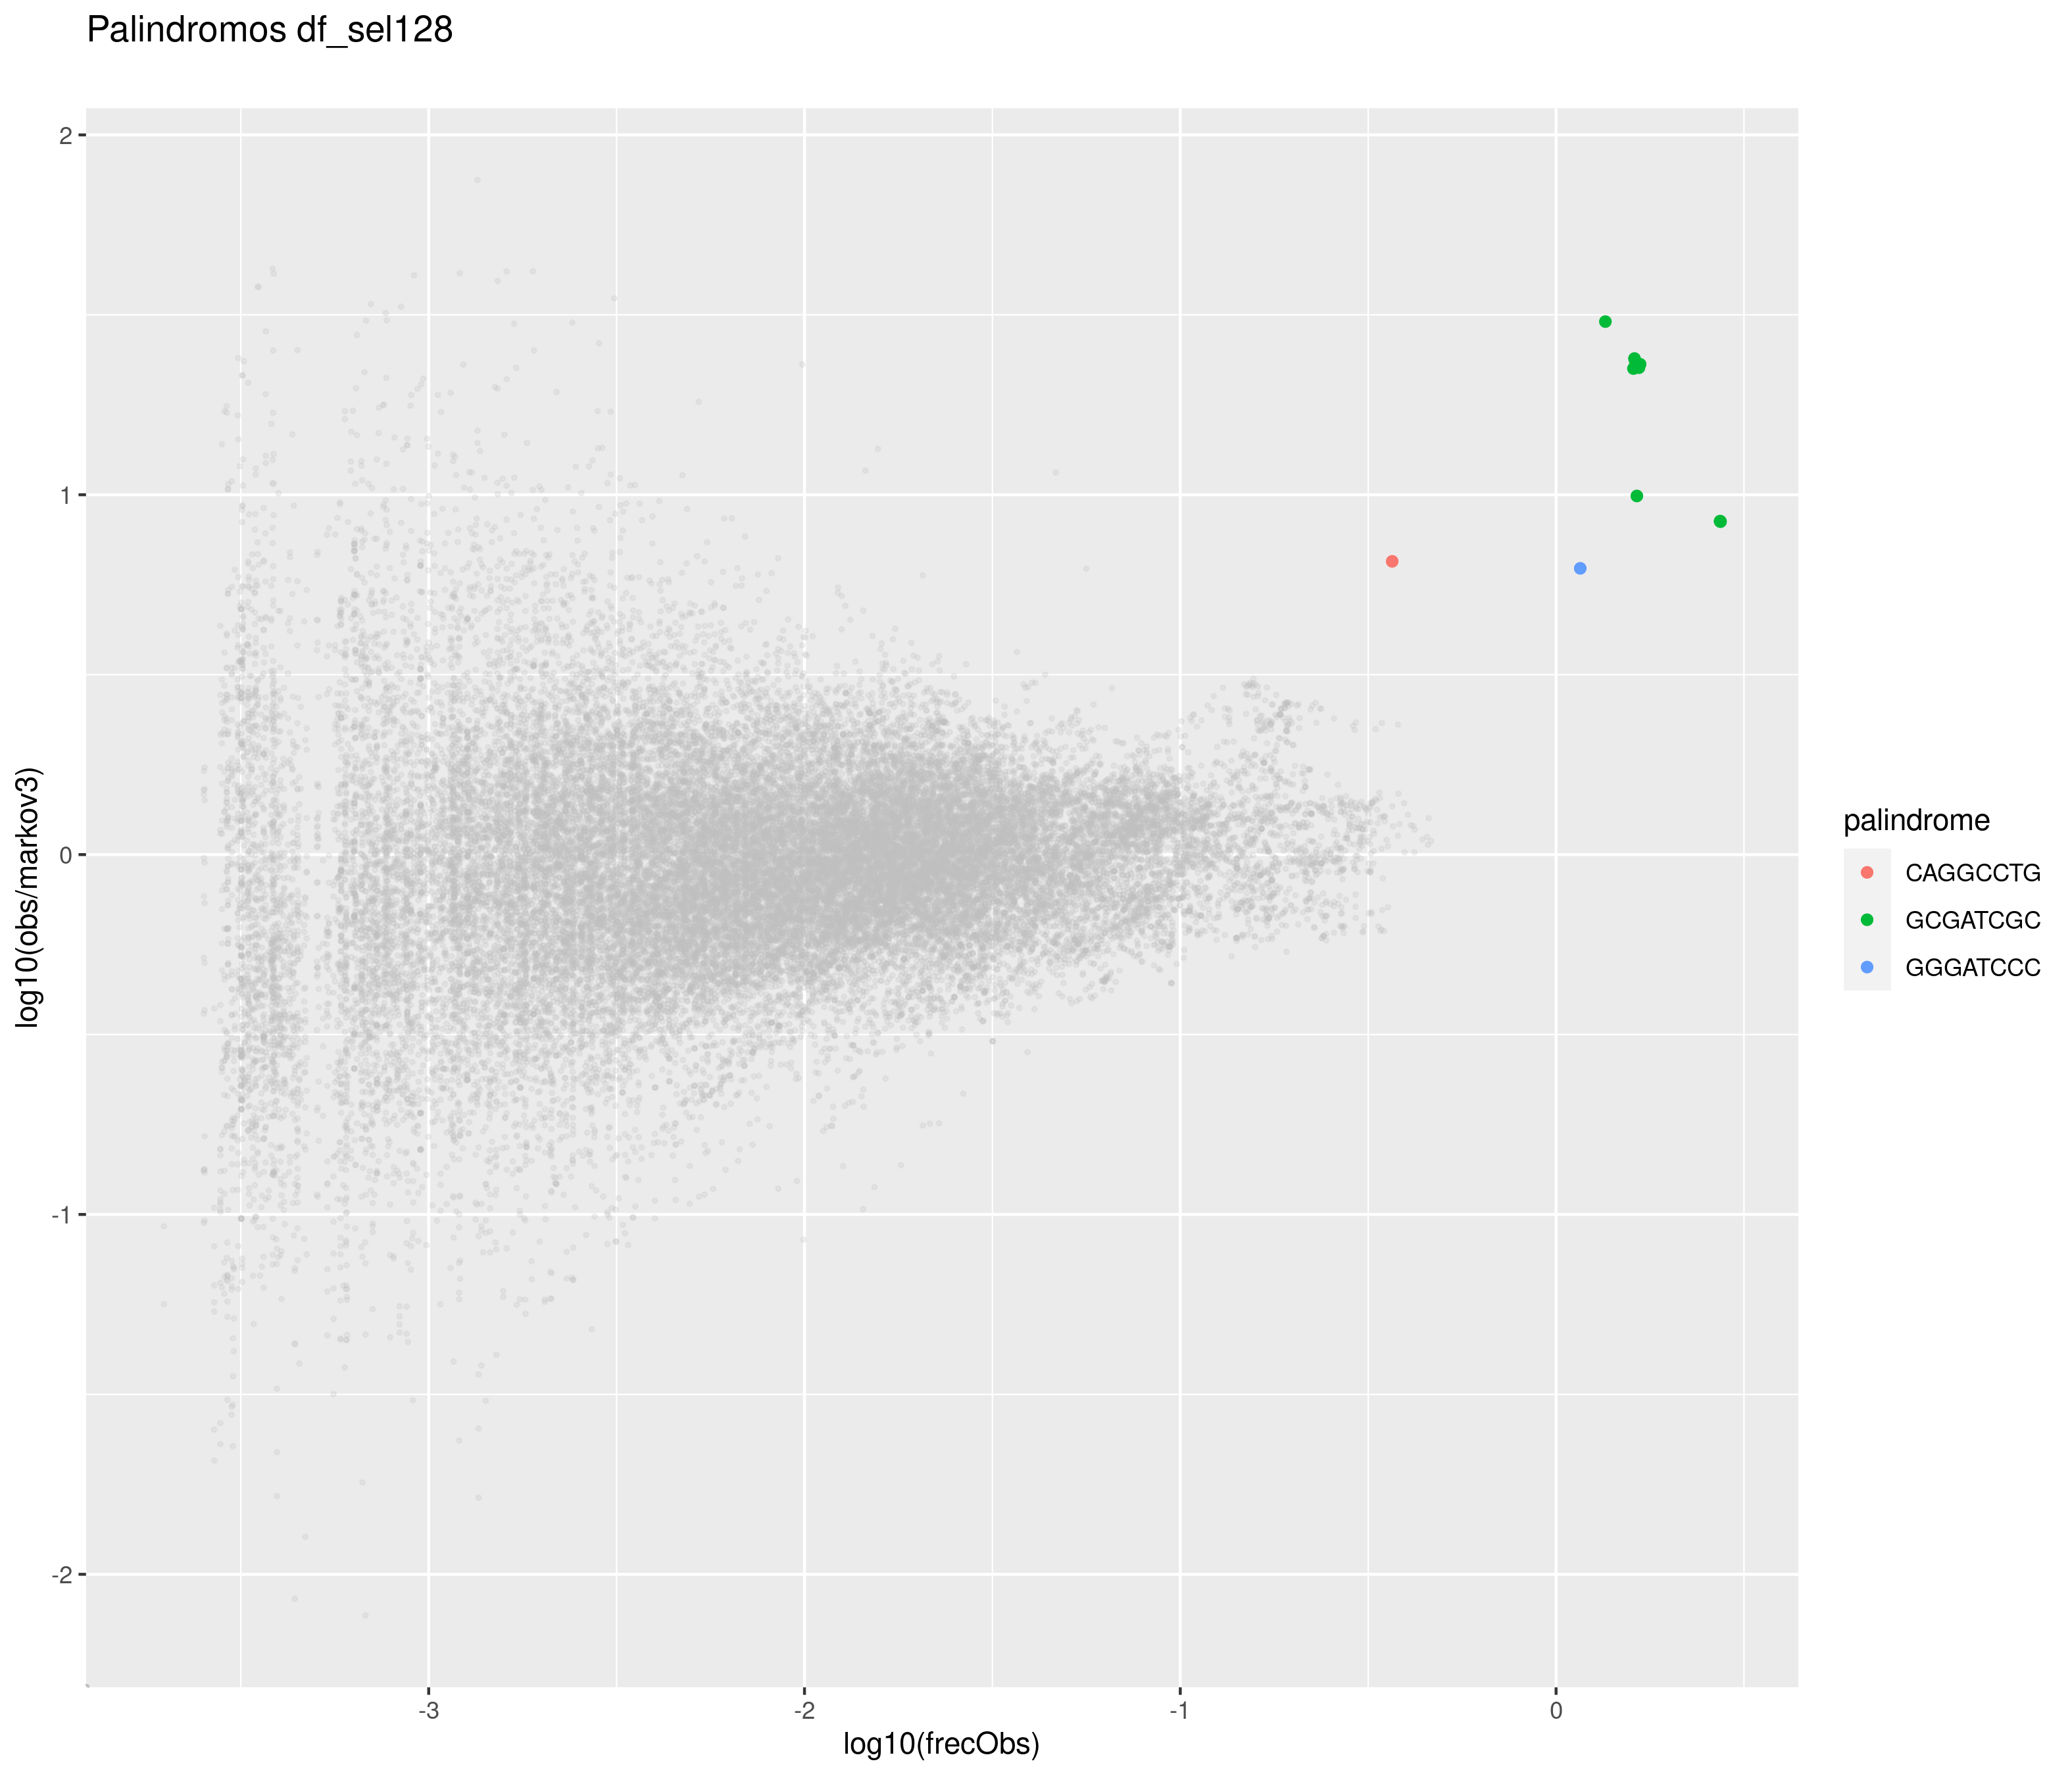 Palindromos df_sel128
2
1
0
-1
-2
log10(obs/markov3)
-3
-2
-1
0
log10(frecObs)
palindrome
CAGGCCTG
GCGATCGC
GGGATCCC